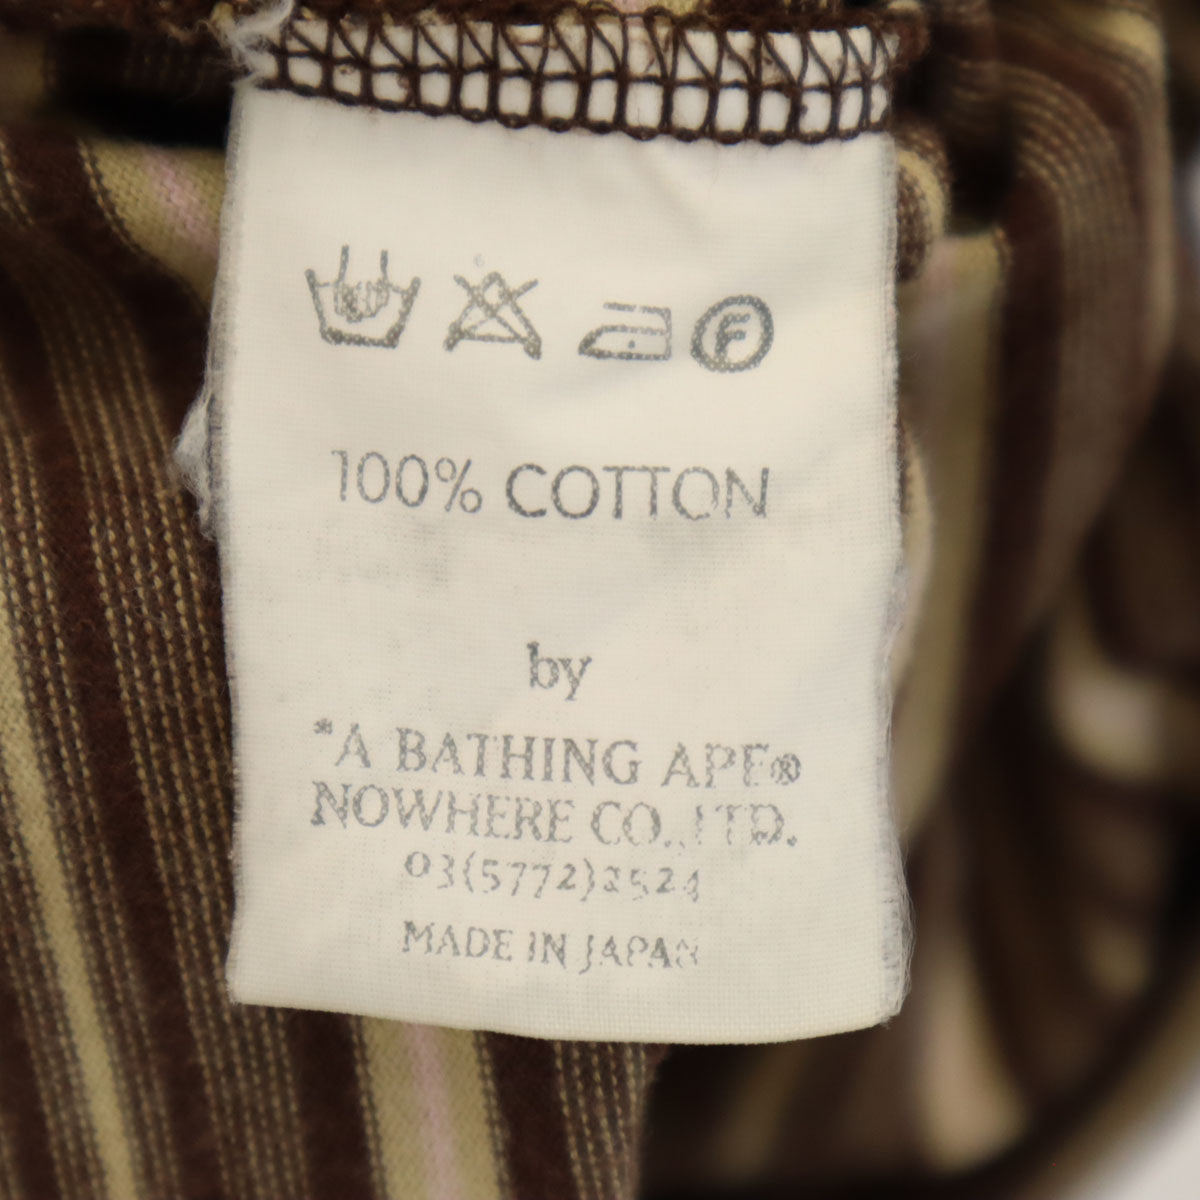 F
100% COTTON
by
*A BATHING APE®
NOWHERE CO.,LTD.
03(5772)2524
MADE IN JAPAN